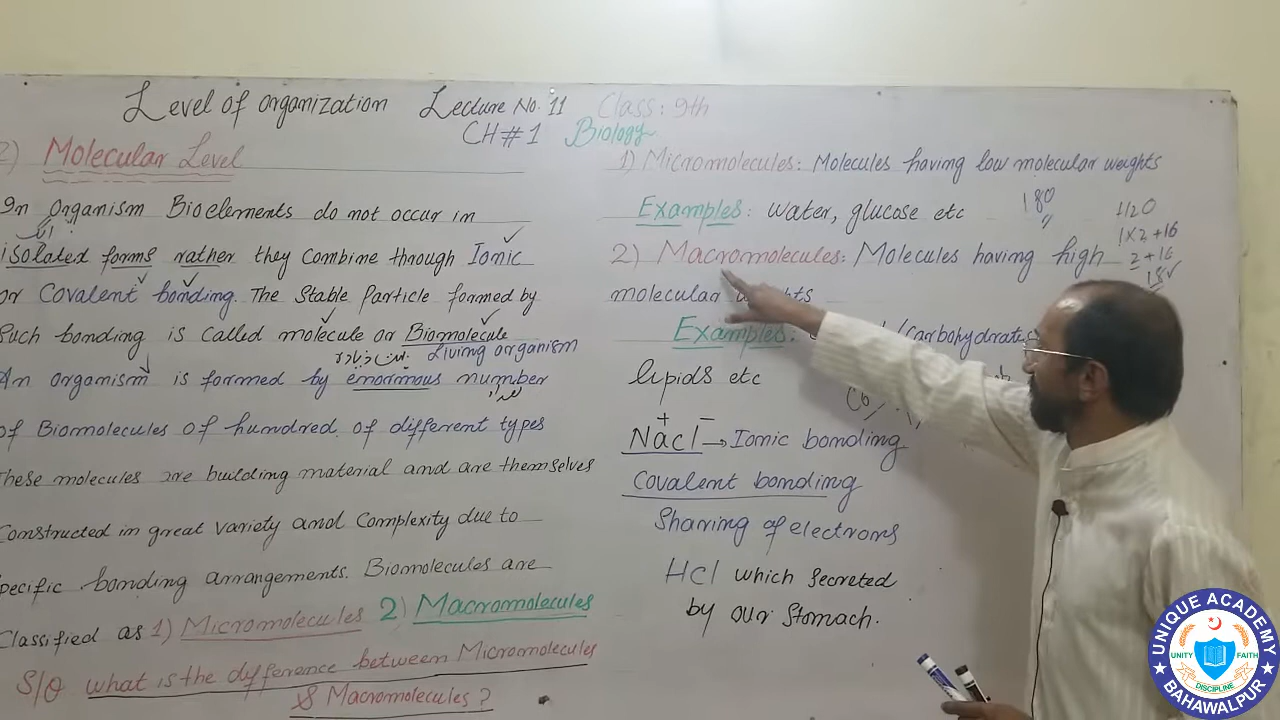 Level of organization Lecture No. 11 Class: 9th
CH#1 Biology
2) Molecular Level
In organism Bioelements do not occur in
isolated forms rather they combine through Ionic
or Covalent bonding. The Stable Particle formed by
Such bonding is called molecule or Biomolecule
بہت زیادہ Living organism
An organism is formed by enormous number
تعداد
of Biomolecules of hundred of different types
These molecules are building material and are themselves
Constructed in great variety and Complexity due to
specific bonding arrangements. Biomolecules are
Classified as 1) Micromolecules 2) Macromolecules
S/Q what is the difference between Micromolecules
& Macromolecules?
1) Micromolecules: Molecules having low molecular weights
Examples: water, glucose etc
180
H2O
1x2+16
2+16
18
2) Macromolecules: Molecules having high
molecular weights
Examples: /Carbohydrates
lipids etc
Nacl → Ionic bonding
+ −
Covalent bonding
Sharing of electrons
HCl which secreted
by our stomach.
UNIQUE ACADEMY
UNITY FAITH
DISCIPLINE
BAHAWALPUR